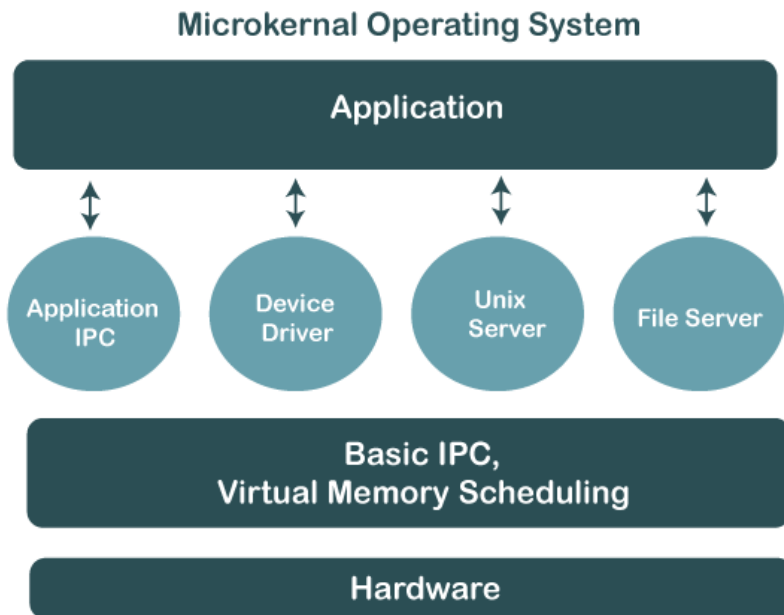 Microkernal Operating System
Application
Application
IPC
Device
Driver
Unix
Server
File Server
Basic IPC,
Virtual Memory Scheduling
Hardware